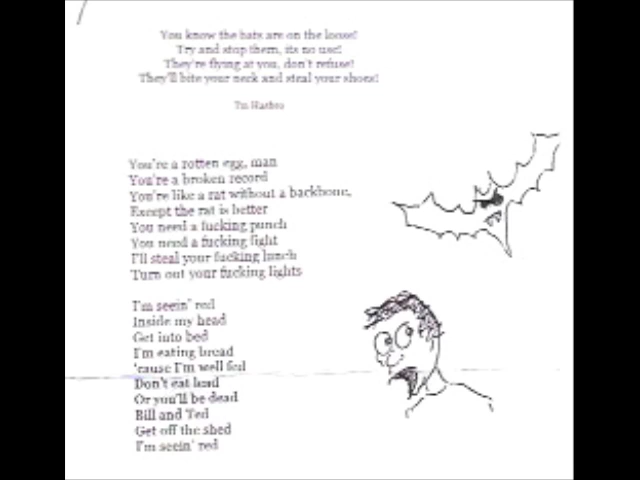 You know the bats are on the loose!
Try and stop them, its no use!
They're flying at you, don't refuse!
They'll bite your neck and steal your shoes!
You're a rotten egg, man
You're a broken record
You're like a rat without a backbone,
Except the rat is better
You need a fucking punch
You need a fucking fight
I'll steal your fucking lunch
Turn out your fucking lights
I'm seein' red
Inside my head
Get into bed
I'm eating bread
'cause I'm well fed
Don't eat lead
Or you'll be dead
Bill and Ted
Get off the shed
I'm seein' red